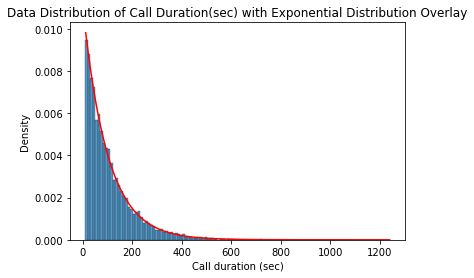 Data Distribution of Call Duration(sec) with Exponential Distribution Overlay
0.010
0.008
0.006
0.004
0.002
0.000
Density
0 200 400 600 800 1000 1200
Call duration (sec)